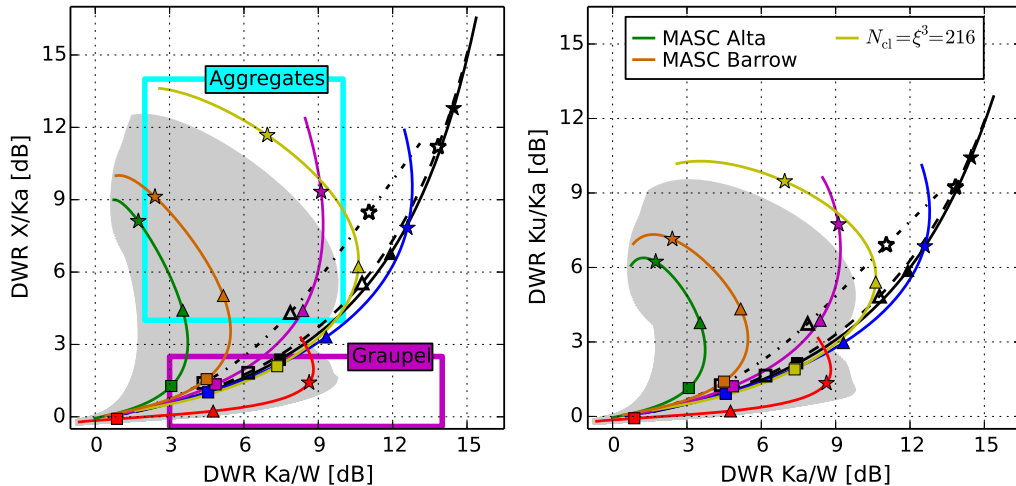 15
12
9
6
3
0
DWR X/Ka [dB]
Aggregates
Graupel
0 3 6 9 12 15
DWR Ka/W [dB]
15
12
9
6
3
0
DWR Ku/Ka [dB]
MASC Alta
MASC Barrow
N_cl=ξ³=216
0 3 6 9 12 15
DWR Ka/W [dB]